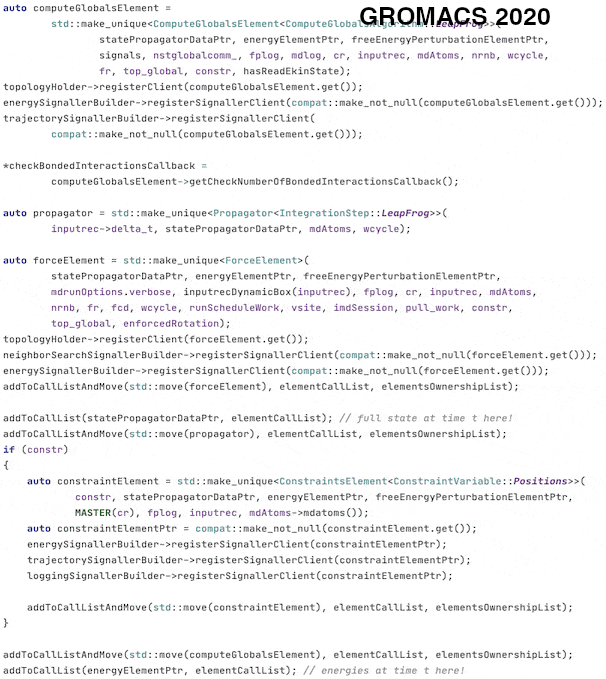 GROMACS 2020
auto computeGlobalsElement =
std::make_unique<ComputeGlobalsElement<ComputeGlobalsAlgorithm::LeapFrog>>(
statePropagatorDataPtr, energyElementPtr, freeEnergyPerturbationElementPtr,
signals, nstglobalcomm_, fplog, mdlog, cr, inputrec, mdAtoms, nrnb, wcycle,
fr, top_global, constr, hasReadEkinState);
topologyHolder->registerClient(computeGlobalsElement.get());
energySignallerBuilder->registerSignallerClient(compat::make_not_null(computeGlobalsElement.get()));
trajectorySignallerBuilder->registerSignallerClient(
compat::make_not_null(computeGlobalsElement.get()));
*checkBondedInteractionsCallback =
computeGlobalsElement->getCheckNumberOfBondedInteractionsCallback();
auto propagator = std::make_unique<Propagator<IntegrationStep::LeapFrog>>(
inputrec->delta_t, statePropagatorDataPtr, mdAtoms, wcycle);
auto forceElement = std::make_unique<ForceElement>(
statePropagatorDataPtr, energyElementPtr, freeEnergyPerturbationElementPtr,
mdrunOptions.verbose, inputrecDynamicBox(inputrec), fplog, cr, inputrec, mdAtoms,
nrnb, fr, fcd, wcycle, runScheduleWork, vsite, imdSession, pull_work, constr,
top_global, enforcedRotation);
topologyHolder->registerClient(forceElement.get());
neighborSearchSignallerBuilder->registerSignallerClient(compat::make_not_null(forceElement.get()));
energySignallerBuilder->registerSignallerClient(compat::make_not_null(forceElement.get()));
addToCallListAndMove(std::move(forceElement), elementCallList, elementsOwnershipList);
addToCallList(statePropagatorDataPtr, elementCallList); // full state at time t here!
addToCallListAndMove(std::move(propagator), elementCallList, elementsOwnershipList);
if (constr)
{
auto constraintElement = std::make_unique<ConstraintsElement<ConstraintVariable::Positions>>(
constr, statePropagatorDataPtr, energyElementPtr, freeEnergyPerturbationElementPtr,
MASTER(cr), fplog, inputrec, mdAtoms->mdatoms());
auto constraintElementPtr = compat::make_not_null(constraintElement.get());
energySignallerBuilder->registerSignallerClient(constraintElementPtr);
trajectorySignallerBuilder->registerSignallerClient(constraintElementPtr);
loggingSignallerBuilder->registerSignallerClient(constraintElementPtr);
addToCallListAndMove(std::move(constraintElement), elementCallList, elementsOwnershipList);
}
addToCallListAndMove(std::move(computeGlobalsElement), elementCallList, elementsOwnershipList);
addToCallList(energyElementPtr, elementCallList); // energies at time t here!